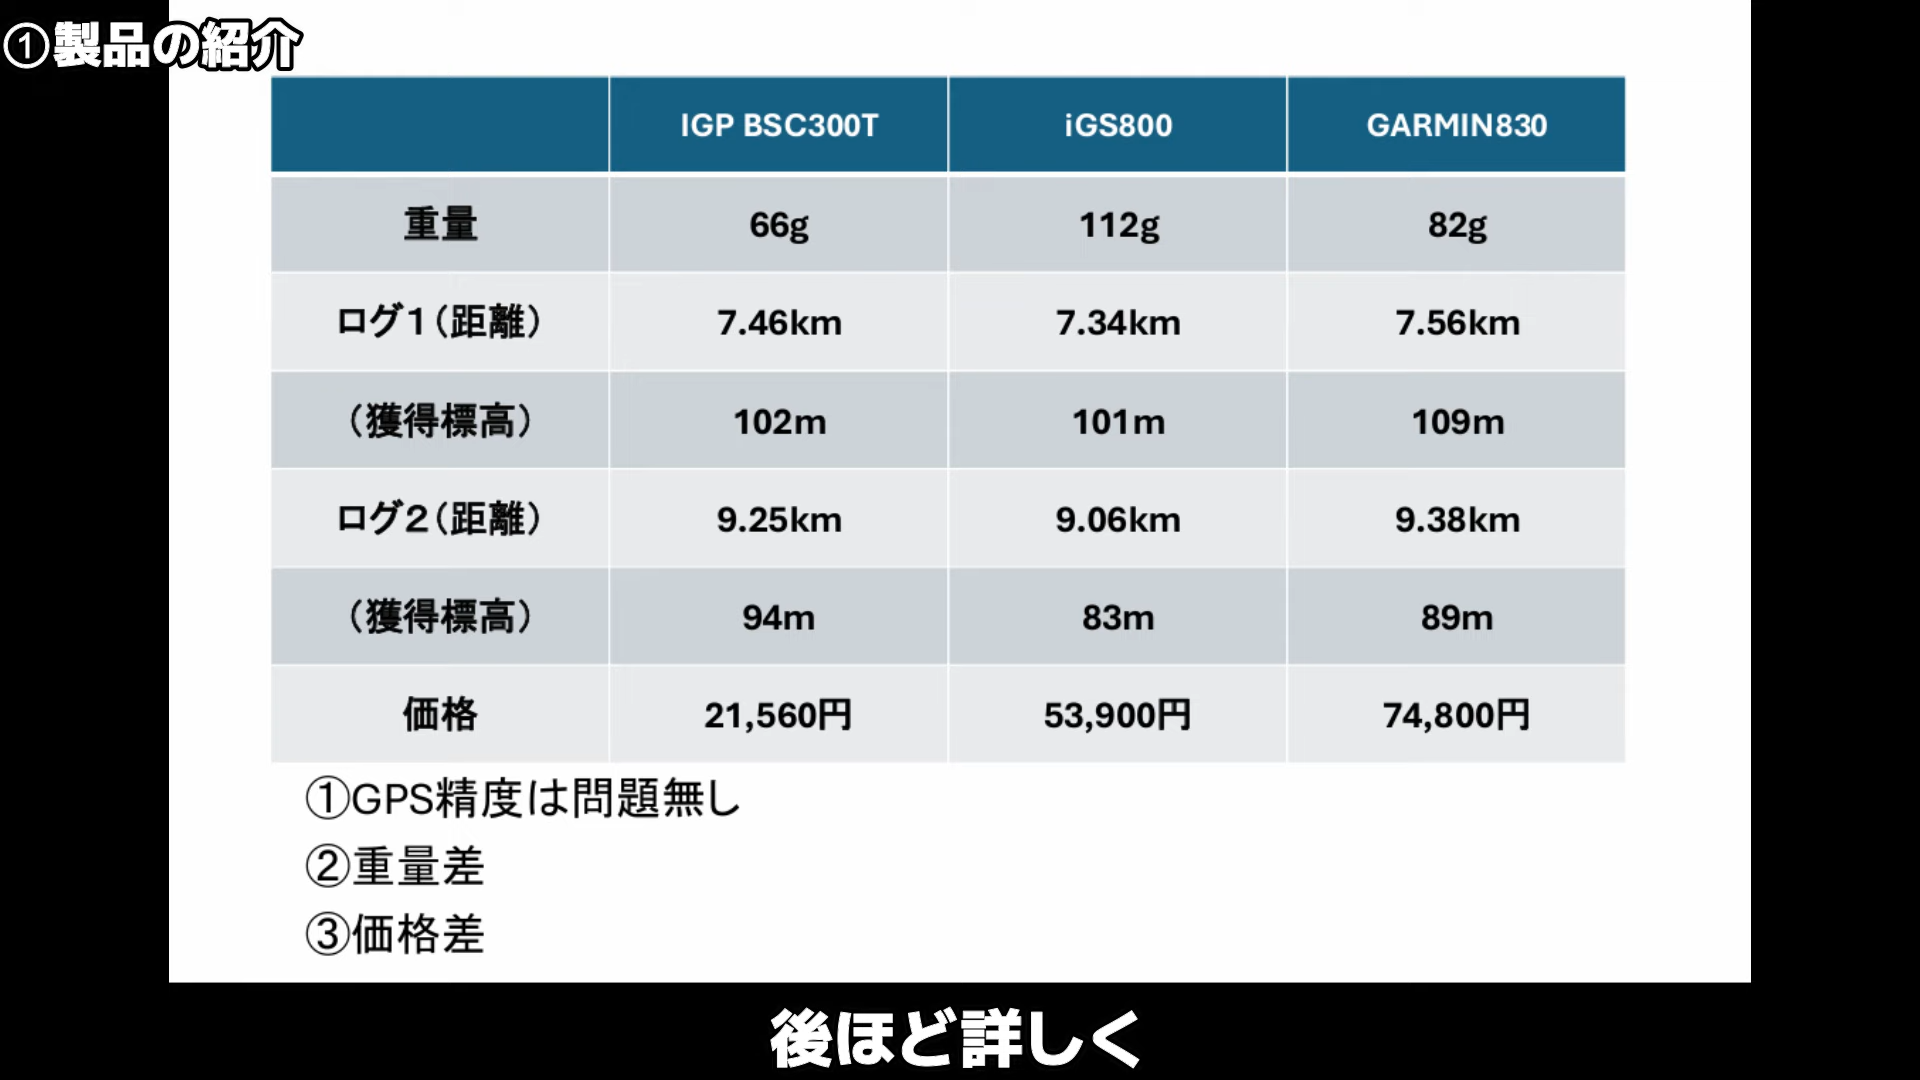 ①製品の紹介
IGP BSC300T iGS800 GARMIN830
重量 66g 112g 82g
ログ１（距離） 7.46km 7.34km 7.56km
（獲得標高） 102m 101m 109m
ログ２（距離） 9.25km 9.06km 9.38km
（獲得標高） 94m 83m 89m
価格 21,560円 53,900円 74,800円
①GPS精度は問題無し
②重量差
③価格差
後ほど詳しく